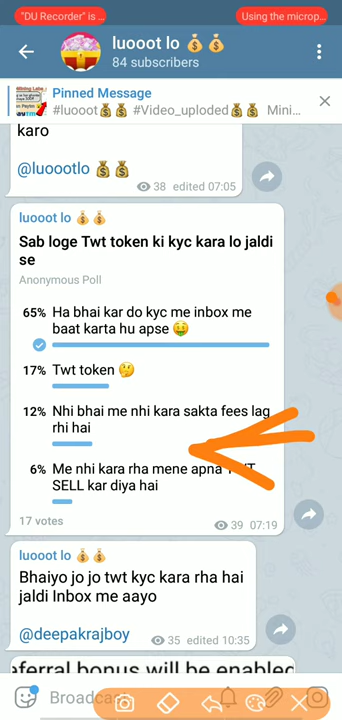 "DU Recorder" is ...
Using the microp...
luooot lo 💰💰
84 subscribers
Pinned Message
#luooot💰💰 #Video_uploded💰💰 Mini...
karo
@luoootlo 💰💰
38 edited 07:05
luooot lo 💰💰
Sab loge Twt token ki kyc kara lo jaldi
se
Anonymous Poll
65% Ha bhai kar do kyc me inbox me
baat karta hu apse 🤑
17% Twt token 🤔
12% Nhi bhai me nhi kara sakta fees lag
rhi hai
6% Me nhi kara rha mene apna TWT
SELL kar diya hai
17 votes
39 07:19
luooot lo 💰💰
Bhaiyo jo jo twt kyc kara rha hai
jaldi Inbox me aayo
@deepakrajboy
35 edited 10:35
eferral bonus will be enabled
Broadcas